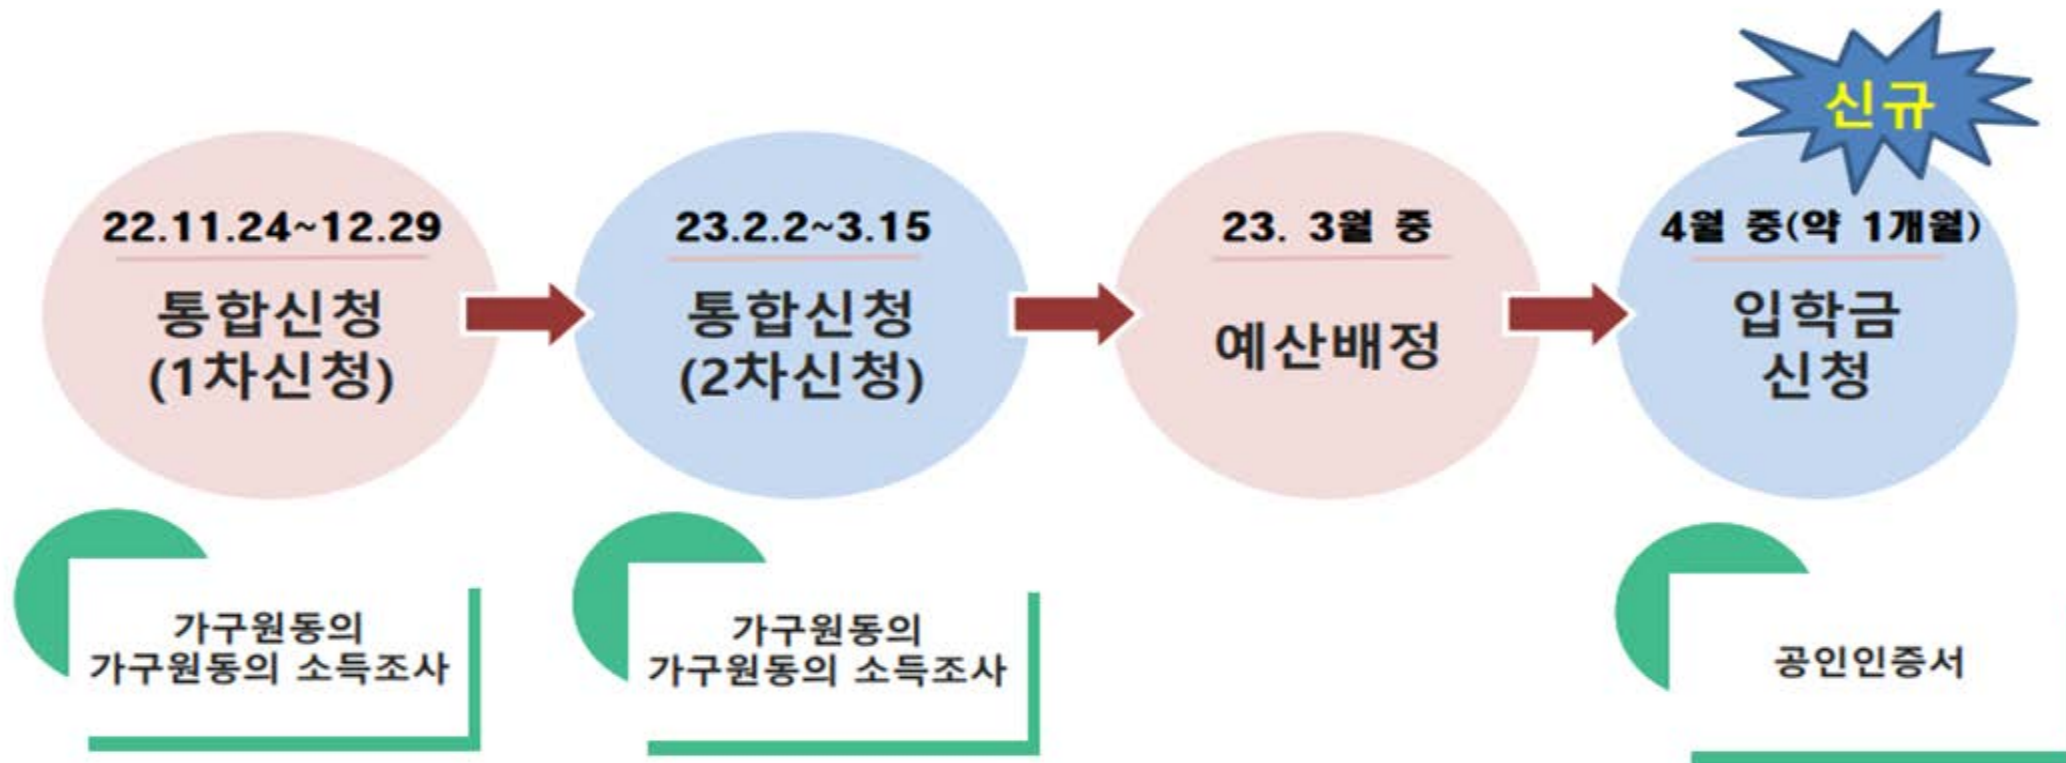 신규
22.11.24~12.29
통합신청
(1차신청)
23.2.2~3.15
통합신청
(2차신청)
23. 3월 중
예산배정
4월 중(약 1개월)
입학금
신청
가구원동의
가구원동의 소득조사
가구원동의
가구원동의 소득조사
공인인증서